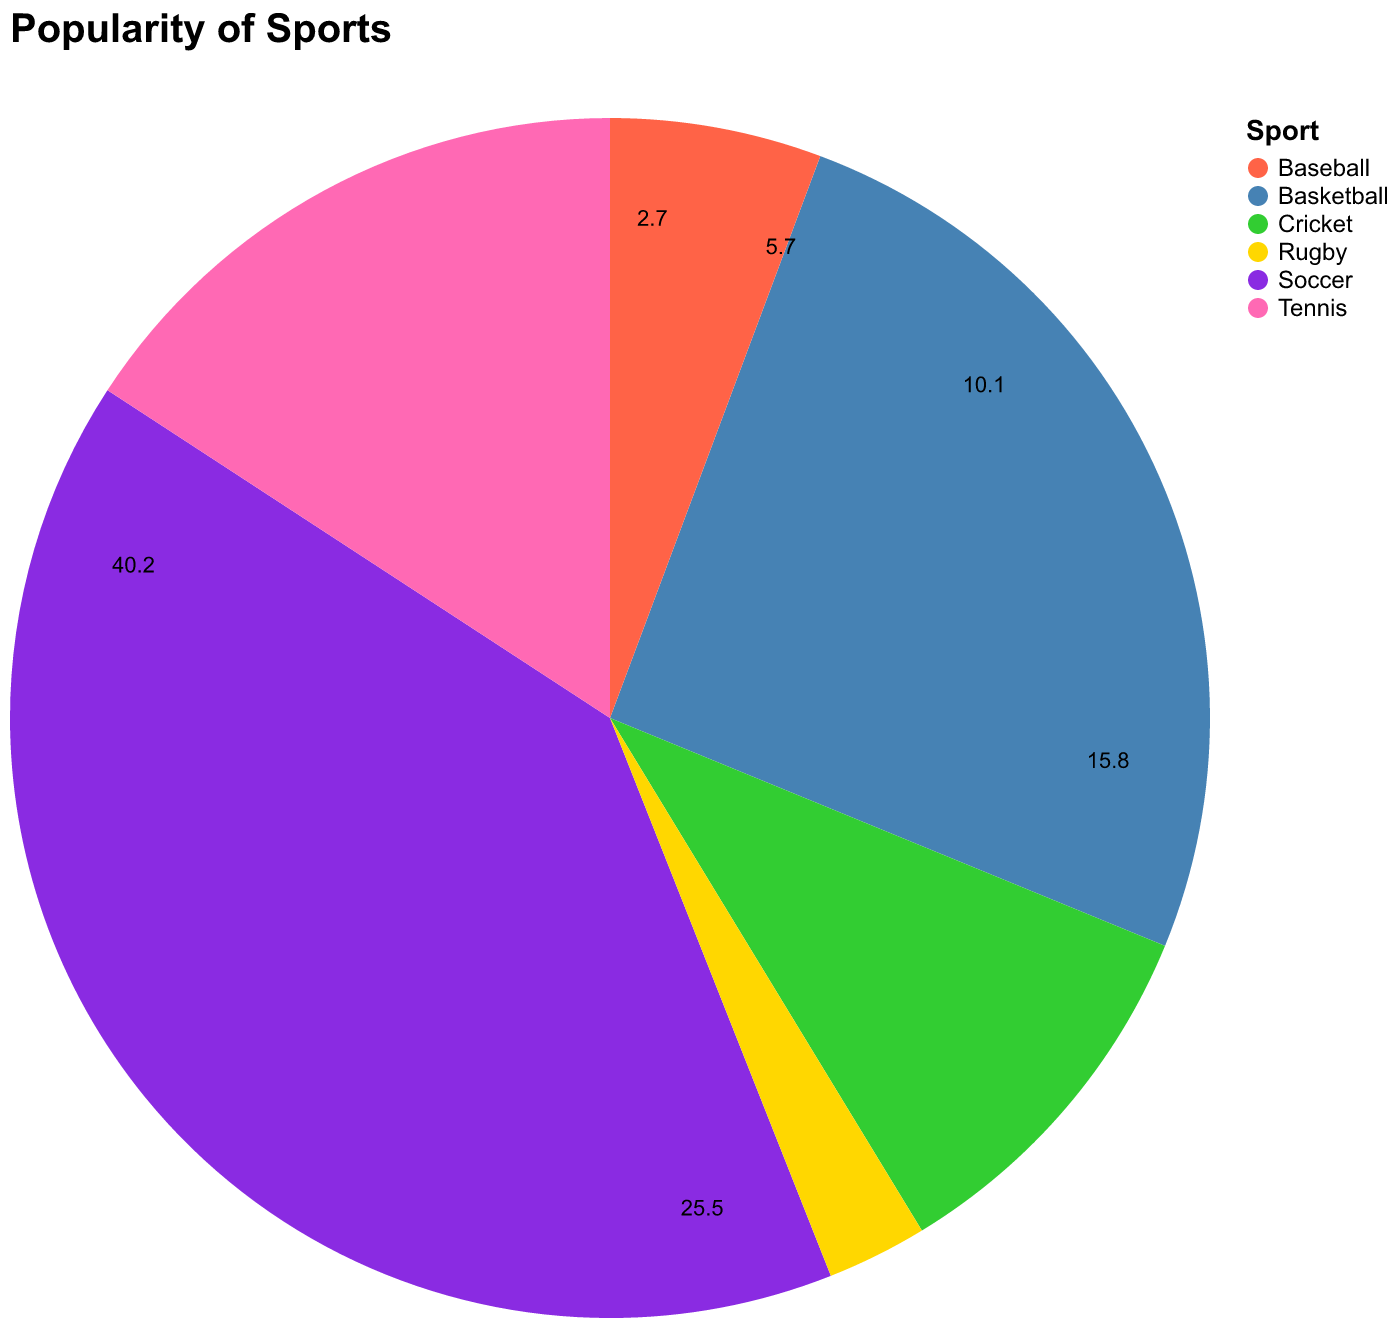 Popularity of Sports
Sport
Baseball
Basketball
Cricket
Rugby
Soccer
Tennis
2.7
5.7
10.1
40.2
15.8
25.5